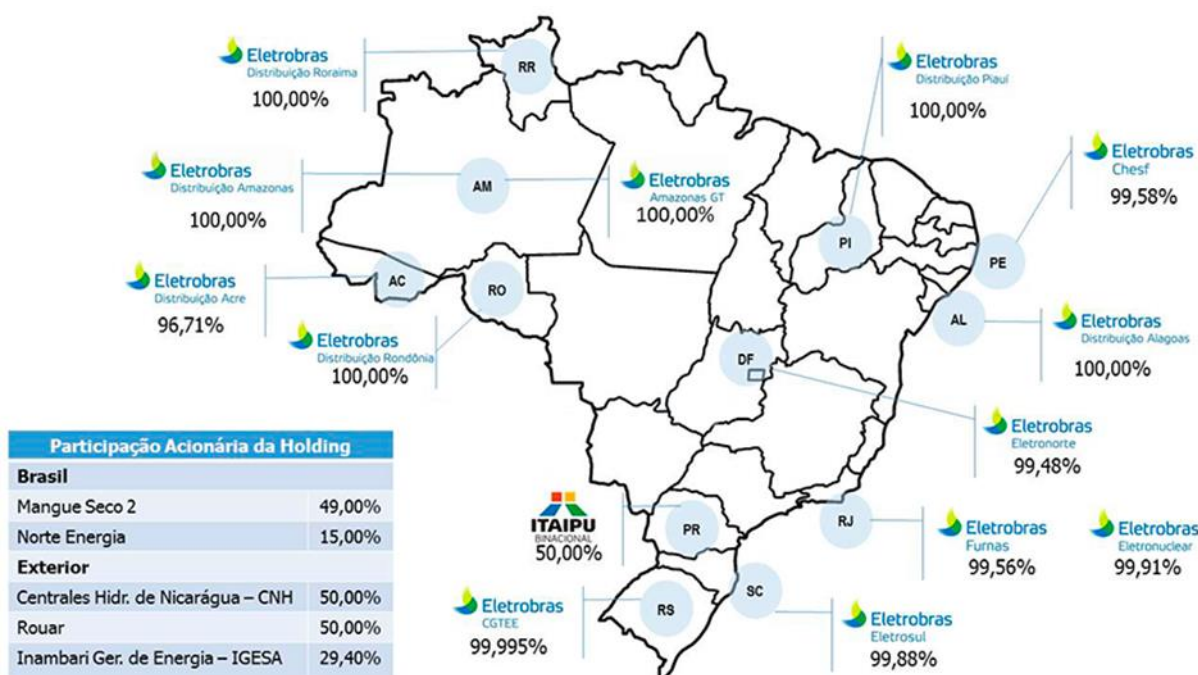 Eletrobras
Distribuição Roraima
100,00%
RR
Eletrobras
Distribuição Piauí
100,00%
Eletrobras
Chesf
99,58%
Eletrobras
Distribuição Amazonas
100,00%
AM
Eletrobras
Amazonas GT
100,00%
PI
PE
Eletrobras
Distribuição Acre
96,71%
AC
RO
Eletrobras
Distribuição Rondônia
100,00%
AL
Eletrobras
Distribuição Alagoas
100,00%
DF
Eletrobras
Eletronorte
99,48%
Participação Acionária da Holding
Brasil
Mangue Seco 2 49,00%
Norte Energia 15,00%
Exterior
Centrales Hidr. de Nicarágua – CNH 50,00%
Rouar 50,00%
Inambari Ger. de Energia – IGESA 29,40%
ITAIPU
BINACIONAL
50,00%
PR
RJ
Eletrobras
Furnas
99,56%
Eletrobras
Eletronuclear
99,91%
Eletrobras
CGTEE
99,995%
RS
SC
Eletrobras
Eletrosul
99,88%